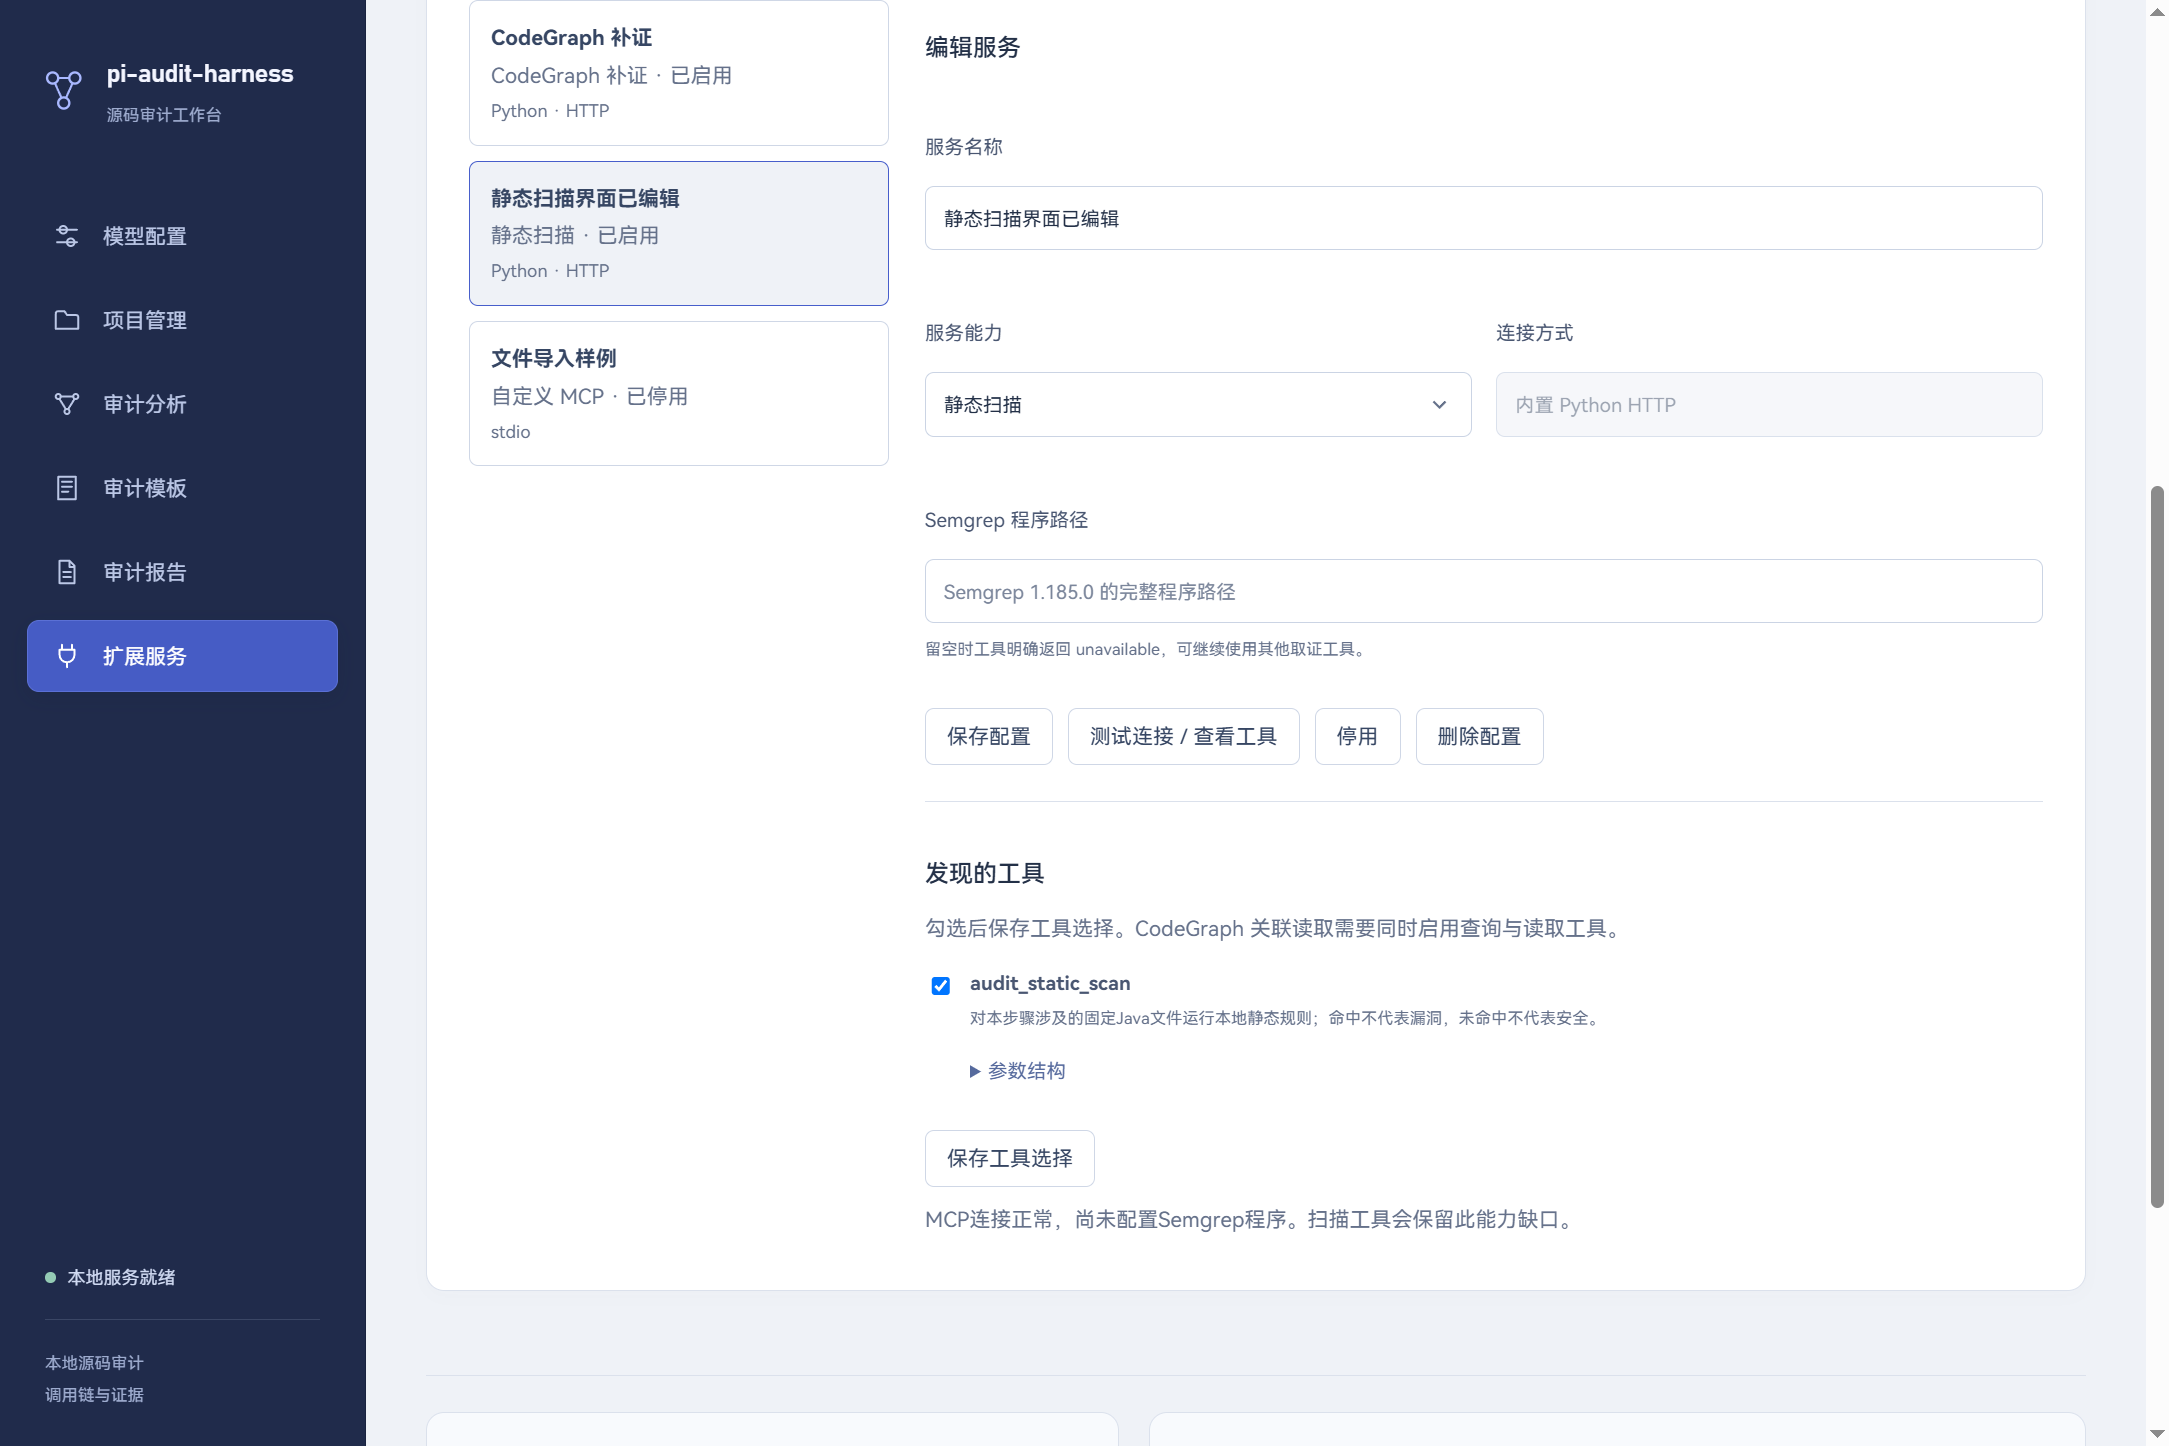 pi-audit-harness
源码审计工作台
模型配置
项目管理
审计分析
审计模板
审计报告
扩展服务
本地服务就绪
本地源码审计
调用链与证据
CodeGraph 补证
CodeGraph 补证 · 已启用
Python · HTTP
静态扫描界面已编辑
静态扫描 · 已启用
Python · HTTP
文件导入样例
自定义 MCP · 已停用
stdio
编辑服务
服务名称
静态扫描界面已编辑
服务能力
连接方式
静态扫描
内置 Python HTTP
Semgrep 程序路径
Semgrep 1.185.0 的完整程序路径
留空时工具明确返回 unavailable，可继续使用其他取证工具。
保存配置
测试连接 / 查看工具
停用
删除配置
发现的工具
勾选后保存工具选择。CodeGraph 关联读取需要同时启用查询与读取工具。
audit_static_scan
对本步骤涉及的固定Java文件运行本地静态规则；命中不代表漏洞，未命中不代表安全。
参数结构
保存工具选择
MCP连接正常，尚未配置Semgrep程序。扫描工具会保留此能力缺口。